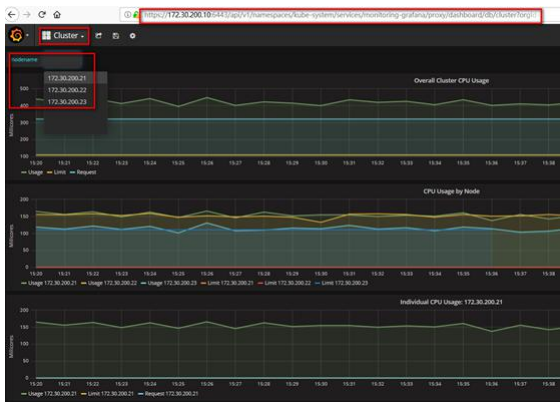 https://172.30.200.10:6443/api/v1/namespaces/kube-system/services/monitoring-grafana/proxy/dashboard/db/cluster?orgId
Cluster
nodename
172.30.200.21
172.30.200.22
172.30.200.23
Overall Cluster CPU Usage
500
400
300
200
100
Millicores
15:20 15:21 15:22 15:23 15:24 15:25 15:26 15:27 15:28 15:29 15:30 15:31 15:32 15:33 15:34 15:35 15:36 15:37 15:38
Usage Limit Request
CPU Usage by Node
200
150
100
50
0
Millicores
15:20 15:21 15:22 15:23 15:24 15:25 15:26 15:27 15:28 15:29 15:30 15:31 15:32 15:33 15:34 15:35 15:36 15:37 15:38
Usage 172.30.200.21 Usage 172.30.200.22 Usage 172.30.200.23 Limit 172.30.200.21 Limit 172.30.200.22 Limit 172.30.200.23
Individual CPU Usage: 172.30.200.21
200
150
100
50
0
Millicores
15:20 15:21 15:22 15:23 15:24 15:25 15:26 15:27 15:28 15:29 15:30 15:31 15:32 15:33 15:34 15:35 15:36 15:37 15:38
Usage 172.30.200.21 Limit 172.30.200.21 Request 172.30.200.21